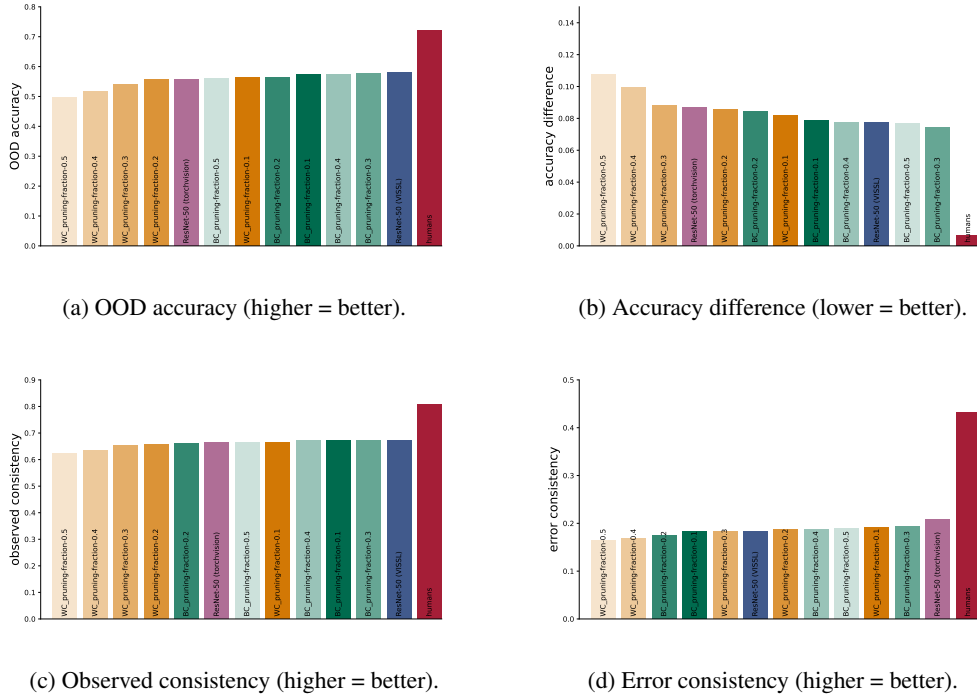 0.8
0.7
0.6
0.5
0.4
0.3
0.2
0.1
0.0
OOD accuracy
WC_pruning-fraction-0.5
WC_pruning-fraction-0.4
WC_pruning-fraction-0.3
WC_pruning-fraction-0.2
ResNet-50 (torchvision)
BC_pruning-fraction-0.5
WC_pruning-fraction-0.1
BC_pruning-fraction-0.2
BC_pruning-fraction-0.1
BC_pruning-fraction-0.4
BC_pruning-fraction-0.3
ResNet-50 (VISSL)
humans
(a) OOD accuracy (higher = better).
0.14
0.12
0.10
0.08
0.06
0.04
0.02
0.00
accuracy difference
WC_pruning-fraction-0.5
WC_pruning-fraction-0.4
WC_pruning-fraction-0.3
ResNet-50 (torchvision)
WC_pruning-fraction-0.2
BC_pruning-fraction-0.2
WC_pruning-fraction-0.1
BC_pruning-fraction-0.1
BC_pruning-fraction-0.4
ResNet-50 (VISSL)
BC_pruning-fraction-0.5
BC_pruning-fraction-0.3
humans
(b) Accuracy difference (lower = better).
0.9
0.8
0.7
0.6
0.5
0.4
0.3
0.2
0.1
0.0
observed consistency
WC_pruning-fraction-0.5
WC_pruning-fraction-0.4
WC_pruning-fraction-0.3
WC_pruning-fraction-0.2
BC_pruning-fraction-0.2
ResNet-50 (torchvision)
BC_pruning-fraction-0.5
WC_pruning-fraction-0.1
BC_pruning-fraction-0.4
BC_pruning-fraction-0.1
BC_pruning-fraction-0.3
ResNet-50 (VISSL)
humans
(c) Observed consistency (higher = better).
0.5
0.4
0.3
0.2
0.1
0.0
error consistency
WC_pruning-fraction-0.5
WC_pruning-fraction-0.4
BC_pruning-fraction-0.2
BC_pruning-fraction-0.1
WC_pruning-fraction-0.3
ResNet-50 (VISSL)
WC_pruning-fraction-0.2
BC_pruning-fraction-0.4
BC_pruning-fraction-0.5
WC_pruning-fraction-0.1
BC_pruning-fraction-0.3
ResNet-50 (torchvision)
humans
(d) Error consistency (higher = better).